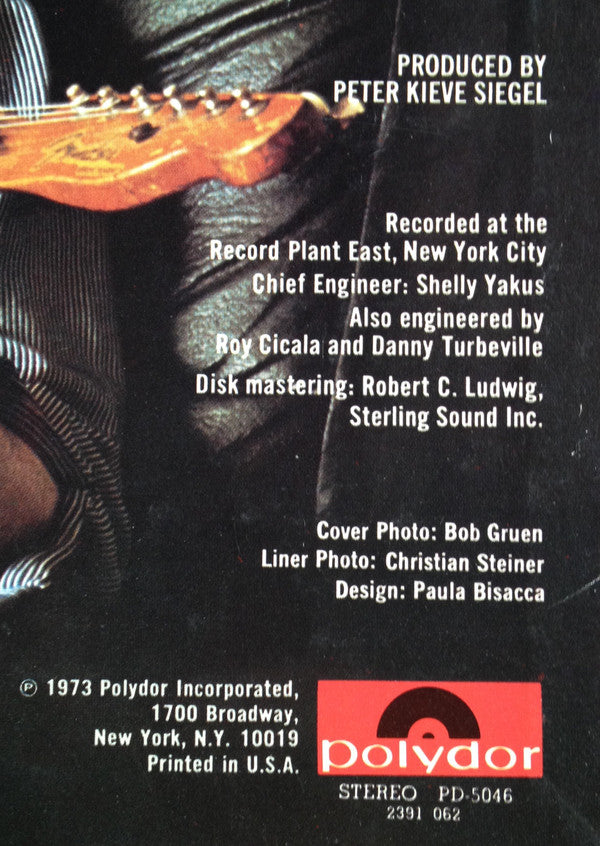 PRODUCED BY
PETER KIEVE SIEGEL
Recorded at the
Record Plant East, New York City
Chief Engineer: Shelly Yakus
Also engineered by
Roy Cicala and Danny Turbeville
Disk mastering: Robert C. Ludwig,
Sterling Sound Inc.
Cover Photo: Bob Gruen
Liner Photo: Christian Steiner
Design: Paula Bisacca
℗ 1973 Polydor Incorporated,
1700 Broadway,
New York, N.Y. 10019
Printed in U.S.A.
polydor
STEREO PD-5046
2391 062